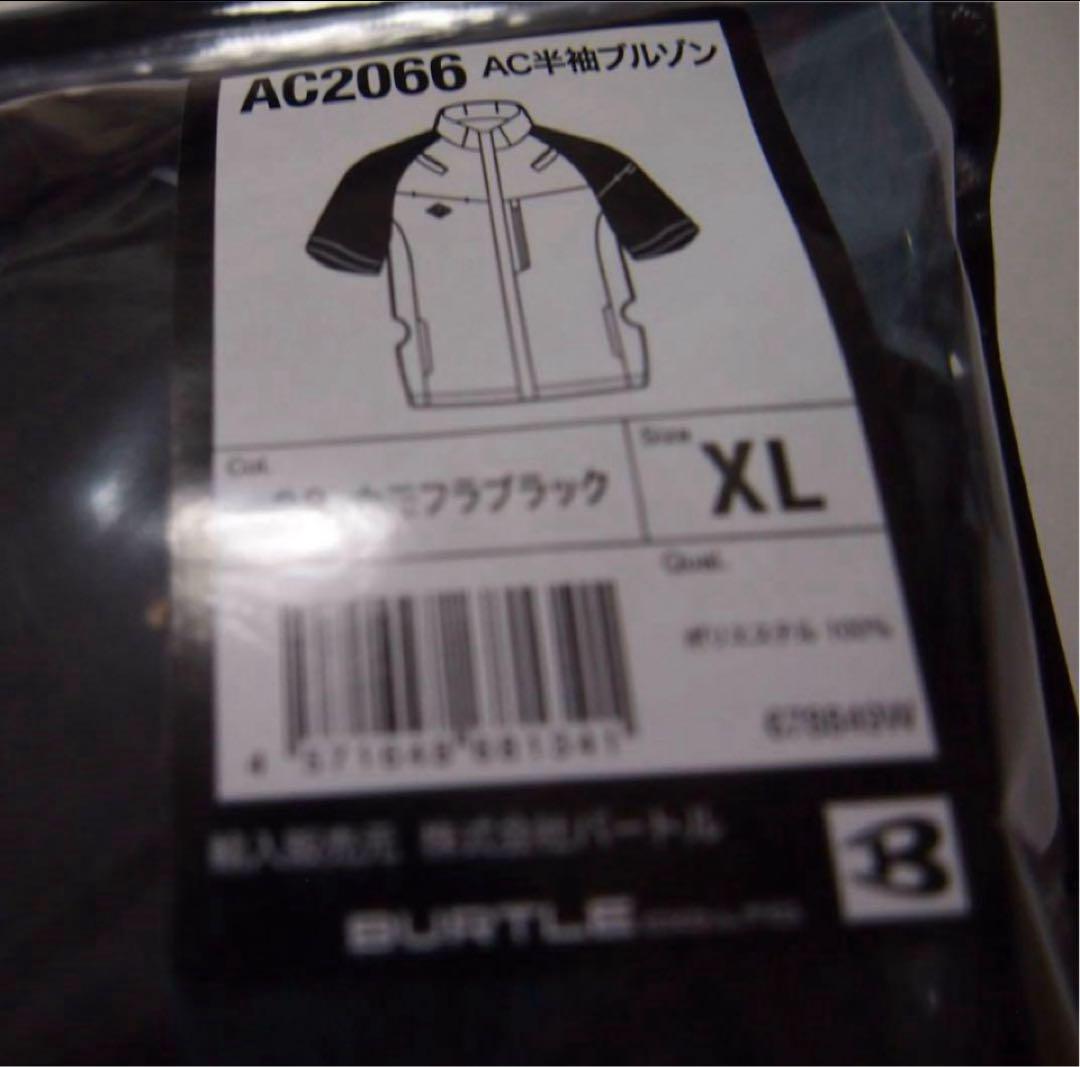 AC2066 AC半袖ブルゾン
Col.
カモフラブラック
Size
XL
Qual.
ポリエステル 100%
輸入販売元 株式会社バートル
BURTLE
B